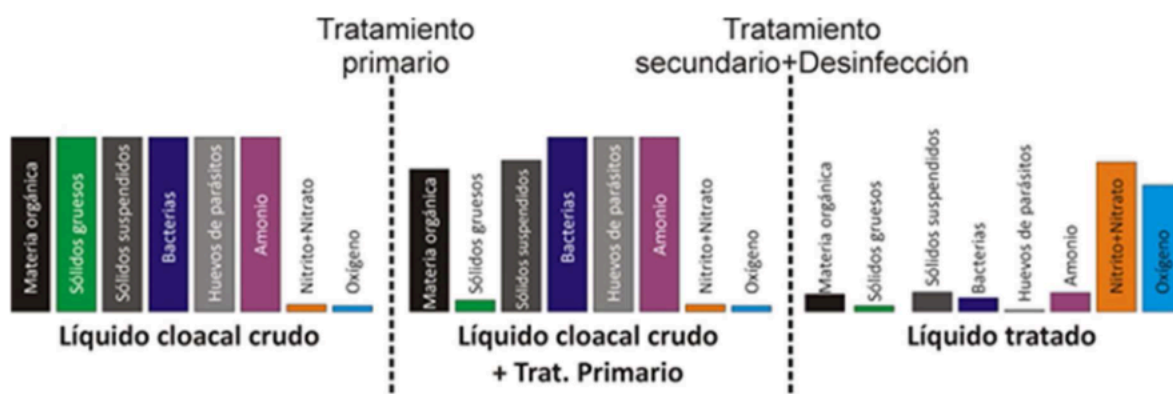 Tratamiento
primario
Tratamiento
secundario+Desinfección
Materia orgánica
Sólidos gruesos
Sólidos suspendidos
Bacterias
Huevos de parásitos
Amonio
Nitrito+Nitrato
Oxígeno
Líquido cloacal crudo
Materia orgánica
Sólidos gruesos
Sólidos suspendidos
Bacterias
Huevos de parásitos
Amonio
Nitrito+Nitrato
Oxígeno
Líquido cloacal crudo
+ Trat. Primario
Materia orgánica
Sólidos gruesos
Sólidos suspendidos
Bacterias
Huevos de parásitos
Amonio
Nitrito+Nitrato
Oxígeno
Líquido tratado